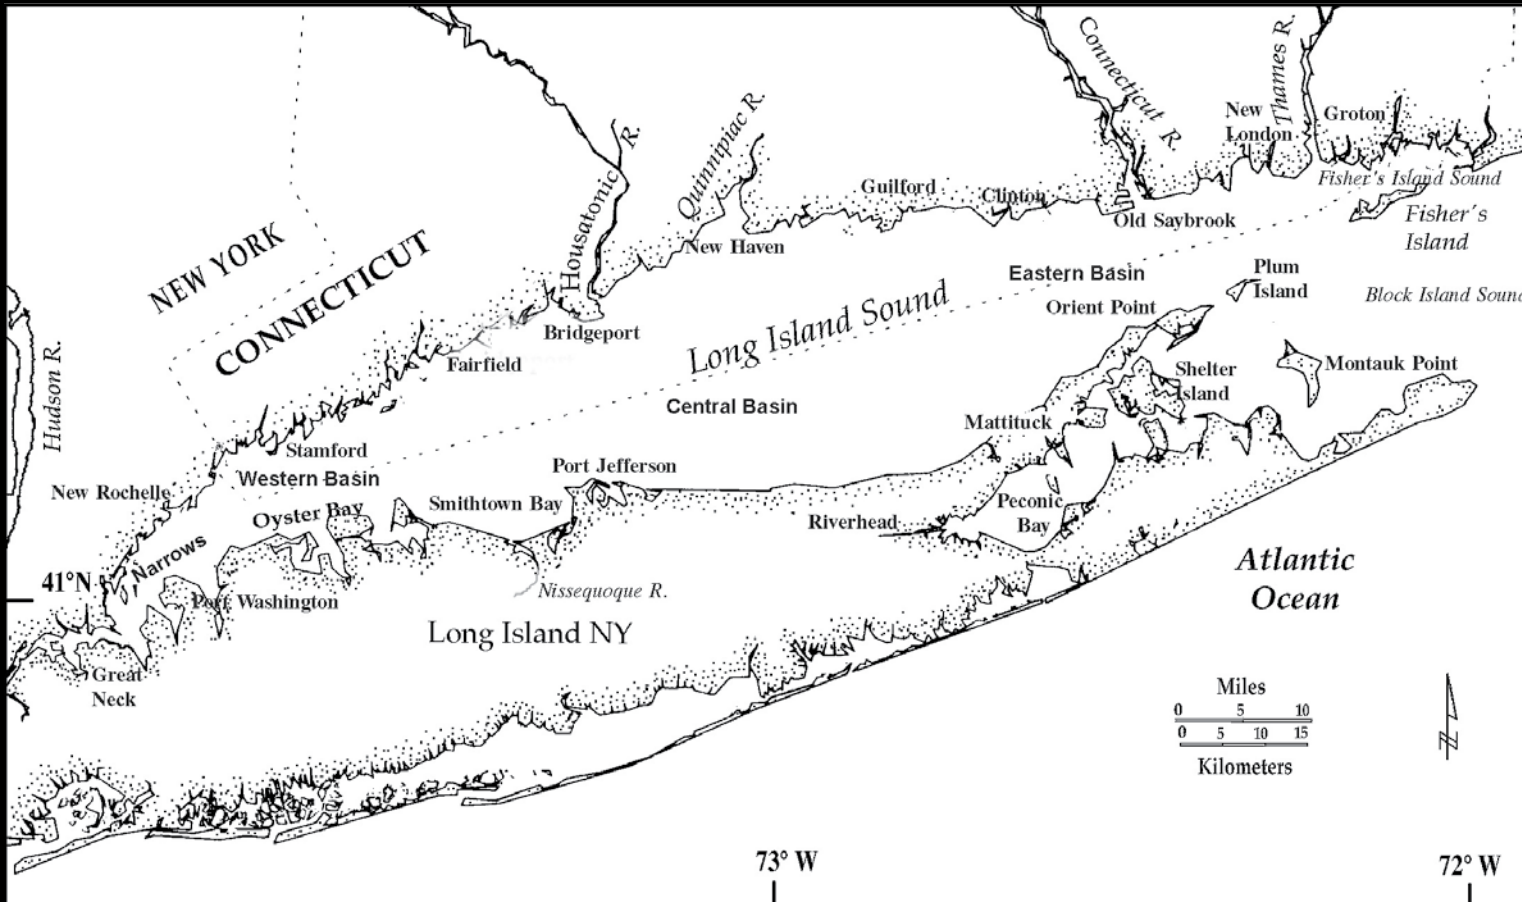 Connecticut R.
Thames R.
New
London
Groton
Quinnipiac R.
Housatonic R.
Guilford
Clinton
Fisher's Island Sound
Old Saybrook
Fisher's
Island
New Haven
NEW YORK
CONNECTICUT
Eastern Basin
Plum
Island
Block Island Sound
Orient Point
Long Island Sound
Bridgeport
Fairfield
Hudson R.
Shelter
Island
Montauk Point
Central Basin
Mattituck
Stamford
Western Basin
Port Jefferson
New Rochelle
Oyster Bay
Smithtown Bay
Riverhead
Peconic
Bay
Narrows
41°N
Port Washington
Nissequoque R.
Atlantic
Ocean
Long Island NY
Great
Neck
Miles
0 5 10
0 5 10 15
Kilometers
N
73° W
72° W